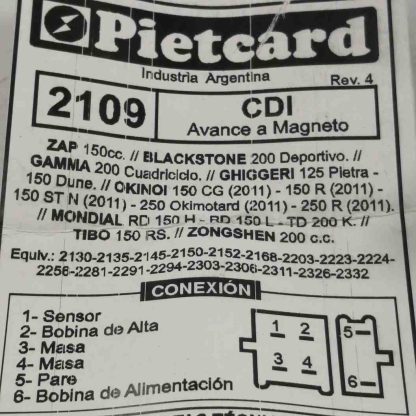 Pietcard
Industria Argentina
Rev. 4
2109
CDI
Avance a Magneto
ZAP 150cc. // BLACKSTONE 200 Deportivo. //
GAMMA 200 Cuadriciclo. // GHIGGERI 125 Pietra -
150 Dune. // OKINOI 150 CG (2011) - 150 R (2011) -
150 ST N (2011) - 250 Okimotard (2011) - 250 R (2011).
// MONDIAL RD 150 H - RD 150 L - TD 200 K. //
TIBO 150 RS. // ZONGSHEN 200 c.c.
Equiv.: 2130-2135-2145-2150-2152-2168-2203-2223-2224-
2256-2281-2291-2294-2303-2306-2311-2326-2332
CONEXIÓN
1- Sensor
2- Bobina de Alta
3- Masa
4- Masa
5- Pare
6- Bobina de Alimentación
1 2
3 4
5
6